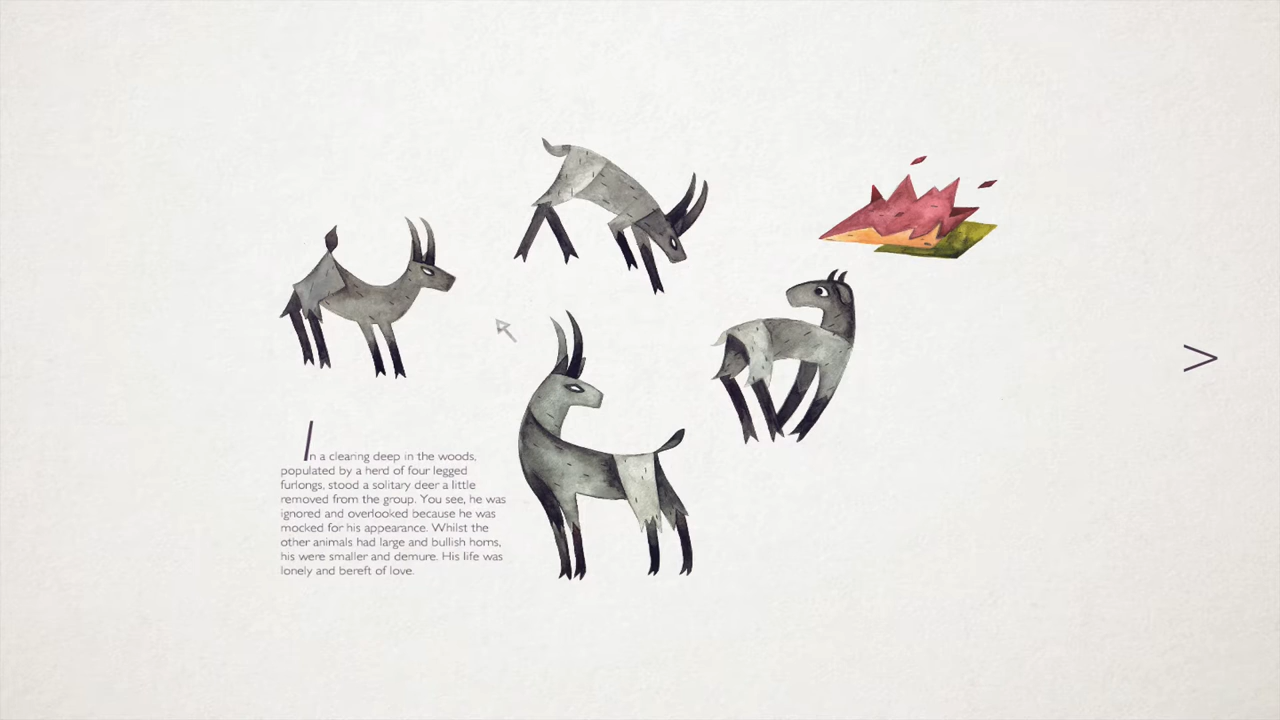 In a clearing deep in the woods,
populated by a herd of four legged
furlongs, stood a solitary deer a little
removed from the group. You see, he was
ignored and overlooked because he was
mocked for his appearance. Whilst the
other animals had large and bullish horns,
his were smaller and demure. His life was
lonely and bereft of love.